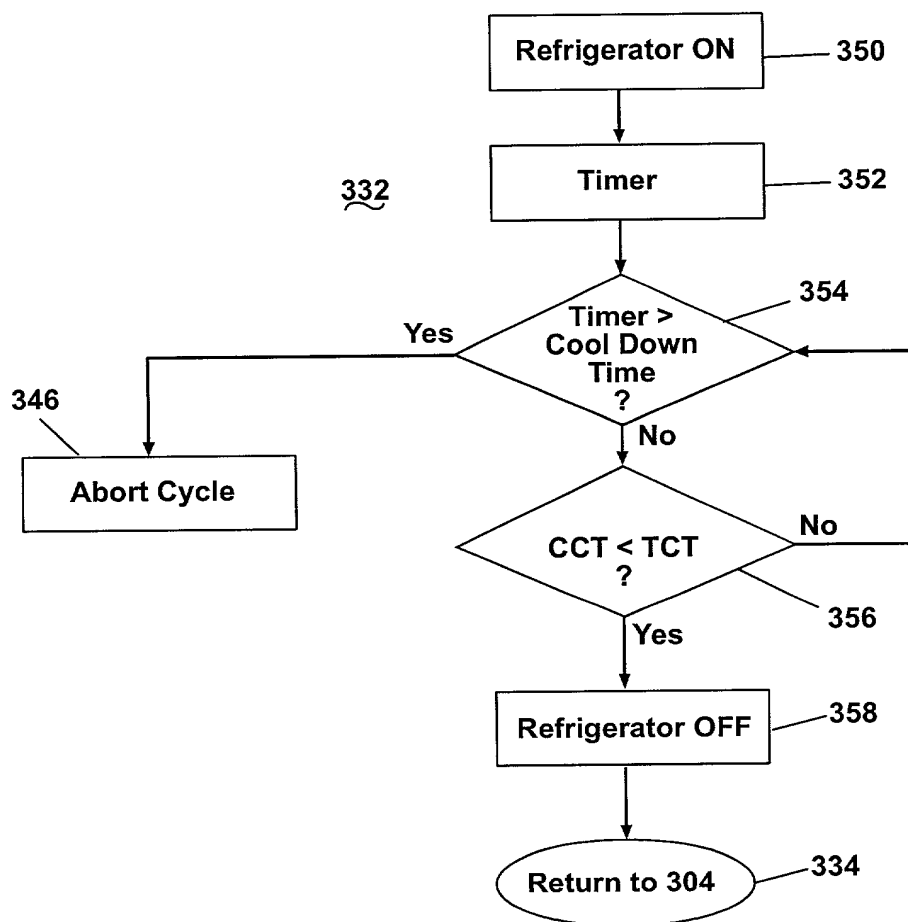 Refrigerator ON
350
Timer
352
332
354
Timer >
Cool Down
Time
?
Yes
346
No
Abort Cycle
No
CCT < TCT
?
356
Yes
Refrigerator OFF
358
Return to 304
334